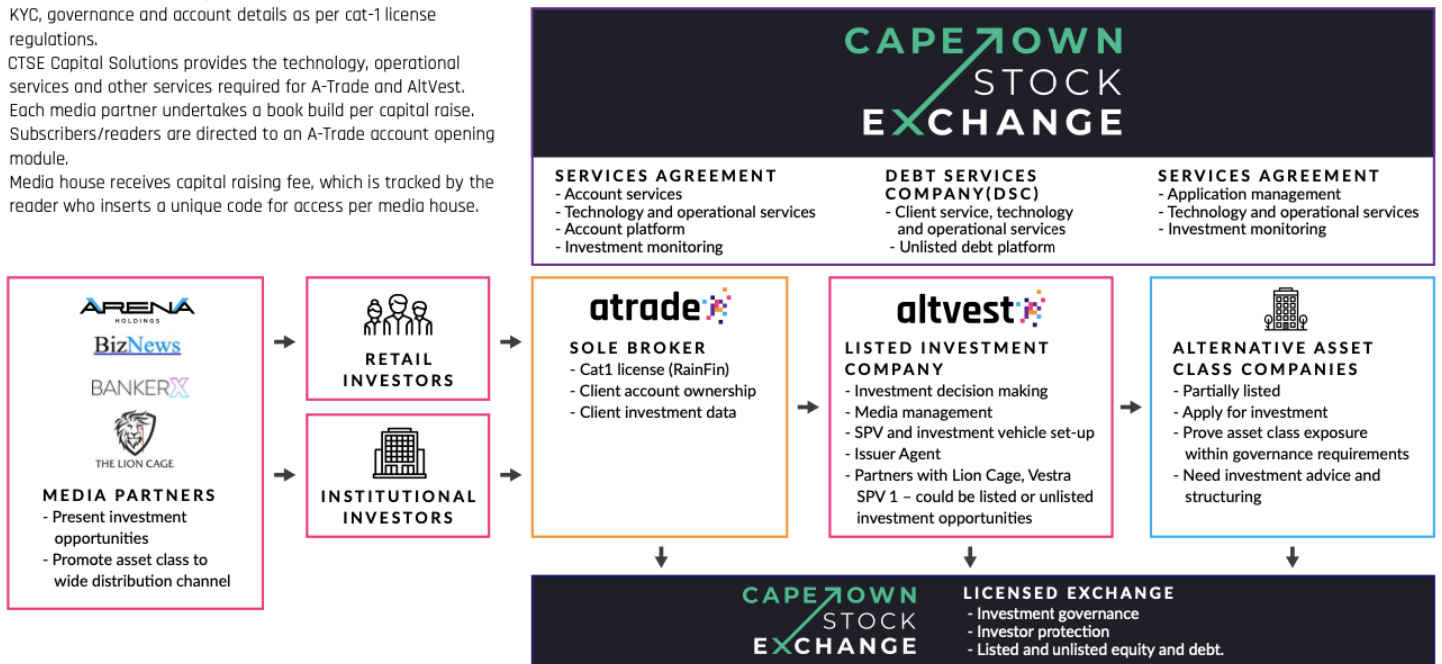 KYC, governance and account details as per cat-1 license
regulations.
CTSE Capital Solutions provides the technology, operational
services and other services required for A-Trade and AltVest.
Each media partner undertakes a book build per capital raise.
Subscribers/readers are directed to an A-Trade account opening
module.
Media house receives capital raising fee, which is tracked by the
reader who inserts a unique code for access per media house.
CAPE TOWN
STOCK
EXCHANGE
SERVICES AGREEMENT
- Account services
- Technology and operational services
- Account platform
- Investment monitoring
DEBT SERVICES
COMPANY(DSC)
- Client service, technology
and operational services
- Unlisted debt platform
SERVICES AGREEMENT
- Application management
- Technology and operational services
- Investment monitoring
ARENA
HOLDINGS
BizNews
BANKERX
THE LION CAGE
MEDIA PARTNERS
- Present investment
opportunities
- Promote asset class to
wide distribution channel
RETAIL
INVESTORS
INSTITUTIONAL
INVESTORS
atrade
SOLE BROKER
- Cat1 license (RainFin)
- Client account ownership
- Client investment data
altvest
LISTED INVESTMENT
COMPANY
- Investment decision making
- Media management
- SPV and investment vehicle set-up
- Issuer Agent
- Partners with Lion Cage, Vestra
SPV 1 – could be listed or unlisted
investment opportunities
ALTERNATIVE ASSET
CLASS COMPANIES
- Partially listed
- Apply for investment
- Prove asset class exposure
within governance requirements
- Need investment advice and
structuring
CAPE TOWN
STOCK
EXCHANGE
LICENSED EXCHANGE
- Investment governance
- Investor protection
- Listed and unlisted equity and debt.